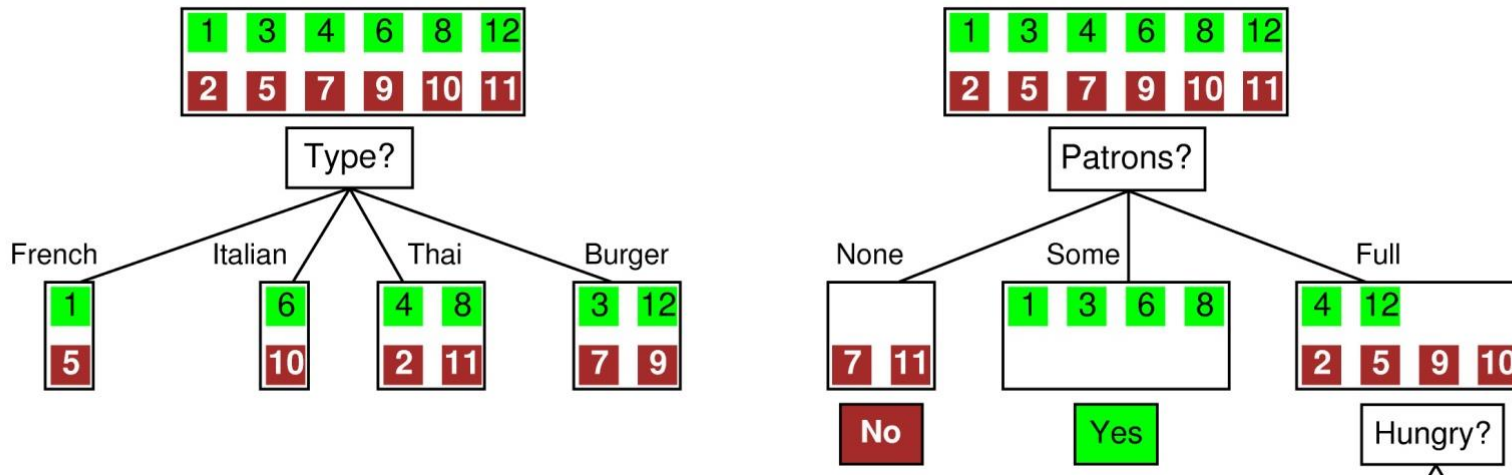 1 3 4 6 8 12
2 5 7 9 10 11
Type?
French Italian Thai Burger
1 6 4 8 3 12
5 10 2 11 7 9
1 3 4 6 8 12
2 5 7 9 10 11
Patrons?
None Some Full
1 3 6 8 4 12
7 11 2 5 9 10
No Yes Hungry?